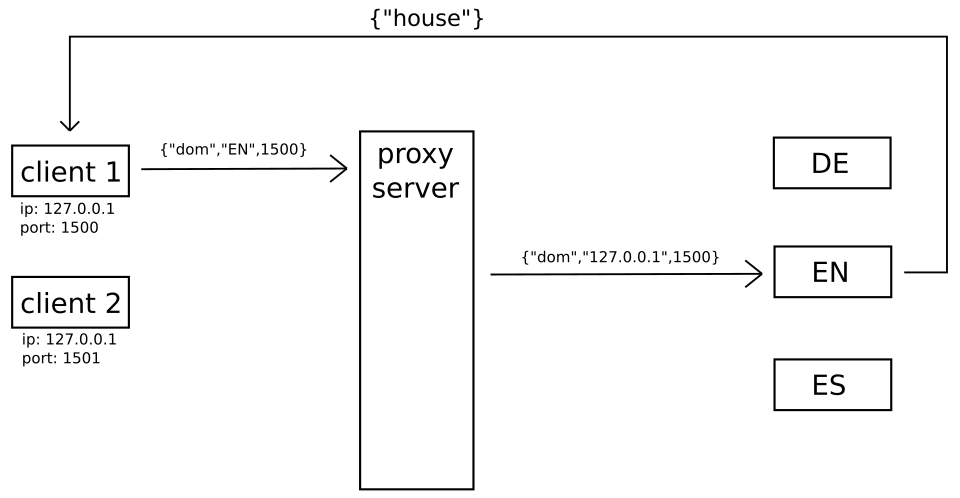 {"house"}
client 1
ip: 127.0.0.1
port: 1500
{"dom","EN",1500}
proxy
server
DE
{"dom","127.0.0.1",1500}
EN
client 2
ip: 127.0.0.1
port: 1501
ES